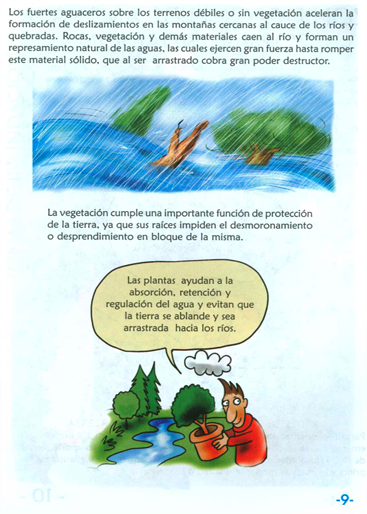 Los fuertes aguaceros sobre los terrenos débiles o sin vegetación aceleran la
formación de deslizamientos en las montañas cercanas al cauce de los ríos y
quebradas. Rocas, vegetación y demás materiales caen al río y forman un
represamiento natural de las aguas, las cuales ejercen gran fuerza hasta romper
este material sólido, que al ser arrastrado cobra gran poder destructor.
La vegetación cumple una importante función de protección
de la tierra, ya que sus raíces impiden el desmoronamiento
o desprendimiento en bloque de la misma.
Las plantas ayudan a la
absorción, retención y
regulación del agua y evitan que
la tierra se ablande y sea
arrastrada hacia los ríos.
-9-